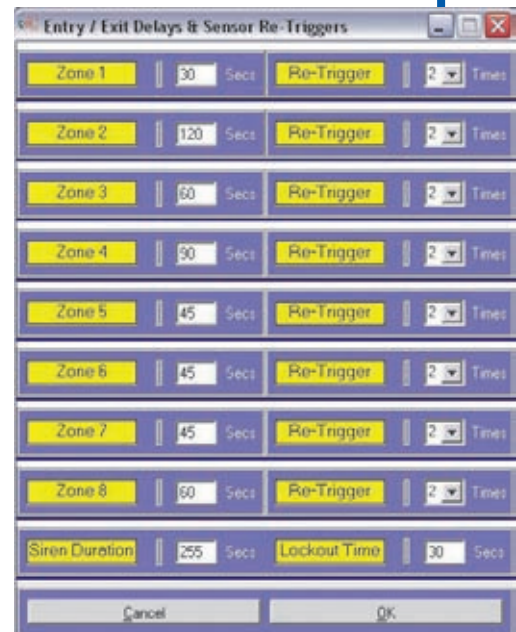 Entry / Exit Delays & Sensor Re-Triggers
Zone 1 30 Secs Re-Trigger 2 Times
Zone 2 120 Secs Re-Trigger 2 Times
Zone 3 60 Secs Re-Trigger 2 Times
Zone 4 90 Secs Re-Trigger 2 Times
Zone 5 45 Secs Re-Trigger 2 Times
Zone 6 45 Secs Re-Trigger 2 Times
Zone 7 45 Secs Re-Trigger 2 Times
Zone 8 60 Secs Re-Trigger 2 Times
Siren Duration 255 Secs Lockout Time 30 Secs
Cancel OK